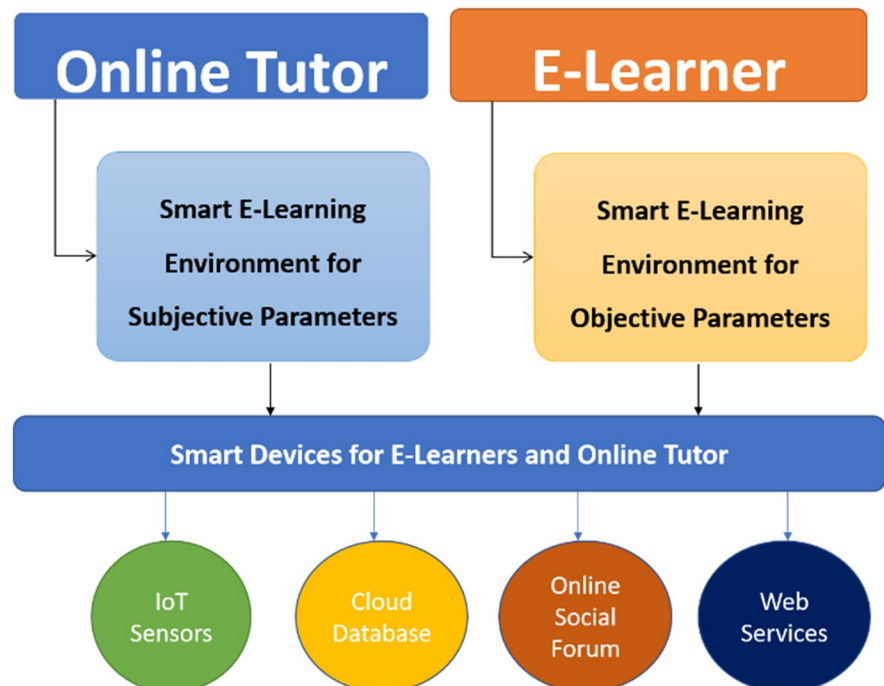 Online Tutor
E-Learner
Smart E-Learning
Environment for
Subjective Parameters
Smart E-Learning
Environment for
Objective Parameters
Smart Devices for E-Learners and Online Tutor
IoT
Sensors
Cloud
Database
Online
Social
Forum
Web
Services